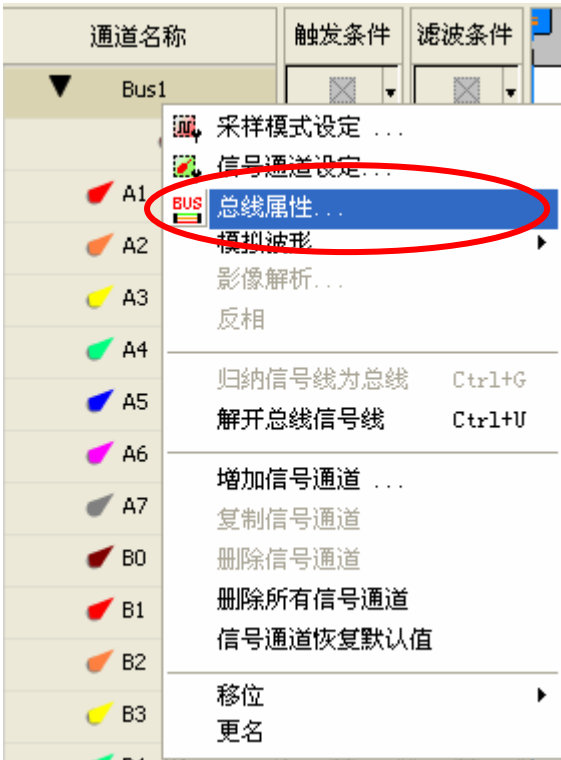 通道名称 触发条件 滤波条件
Bus1
采样模式设定 ...
信号通道设定...
A1
BUS 总线属性...
A2
模拟波形
影像解析...
A3
反相
A4
归纳信号线为总线 Ctrl+G
A5
解开总线信号线 Ctrl+U
A6
增加信号通道 ...
A7
复制信号通道
B0
删除信号通道
B1
删除所有信号通道
信号通道恢复默认值
B2
移位
B3
更名